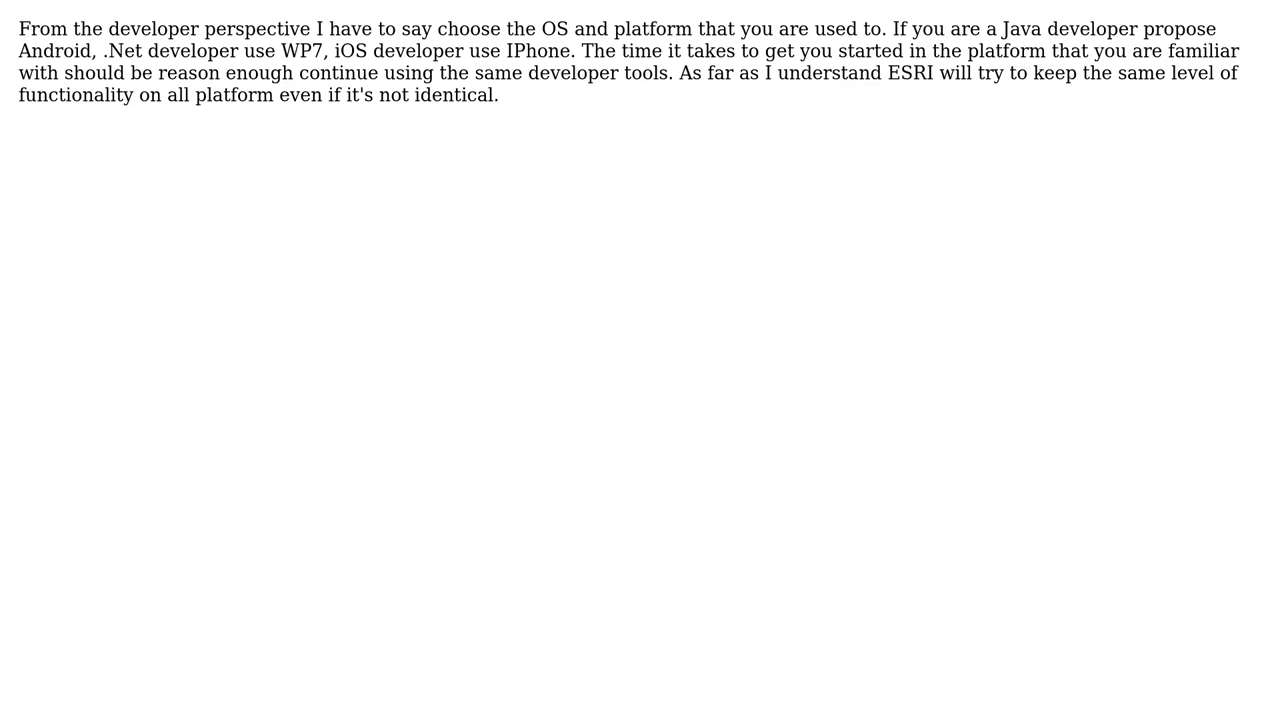 From the developer perspective I have to say choose the OS and platform that you are used to. If you are a Java developer propose
Android, .Net developer use WP7, iOS developer use IPhone. The time it takes to get you started in the platform that you are familiar
with should be reason enough continue using the same developer tools. As far as I understand ESRI will try to keep the same level of
functionality on all platform even if it's not identical.